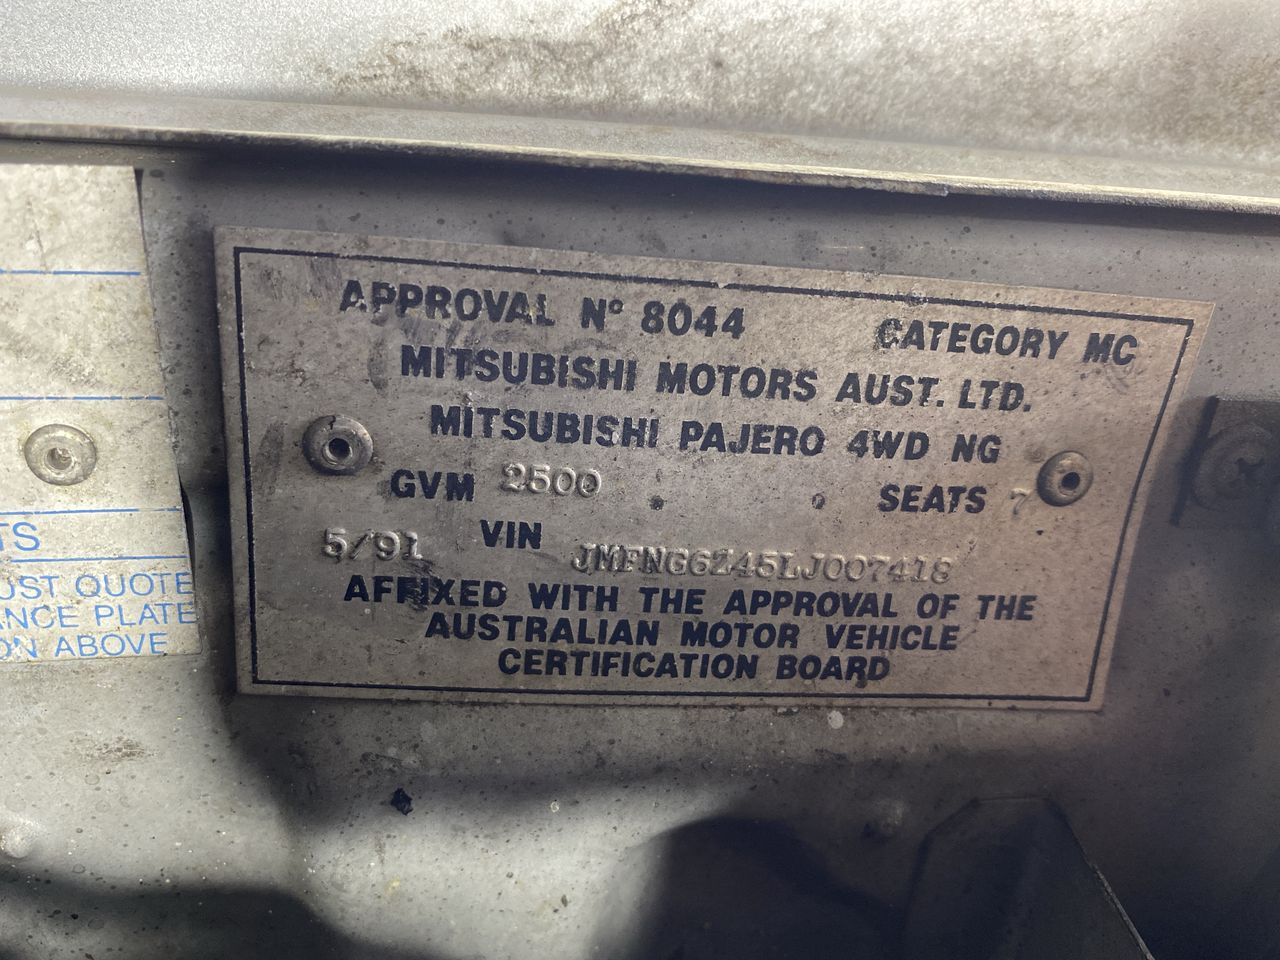 APPROVAL Nº 8044 CATEGORY MC
MITSUBISHI MOTORS AUST. LTD.
MITSUBISHI PAJERO 4WD NG
GVM 2500 SEATS 7
5/91 VIN JMFNG6Z45LJ007418
AFFIXED WITH THE APPROVAL OF THE
AUSTRALIAN MOTOR VEHICLE
CERTIFICATION BOARD
TS
UST QUOTE
ANCE PLATE
ON ABOVE